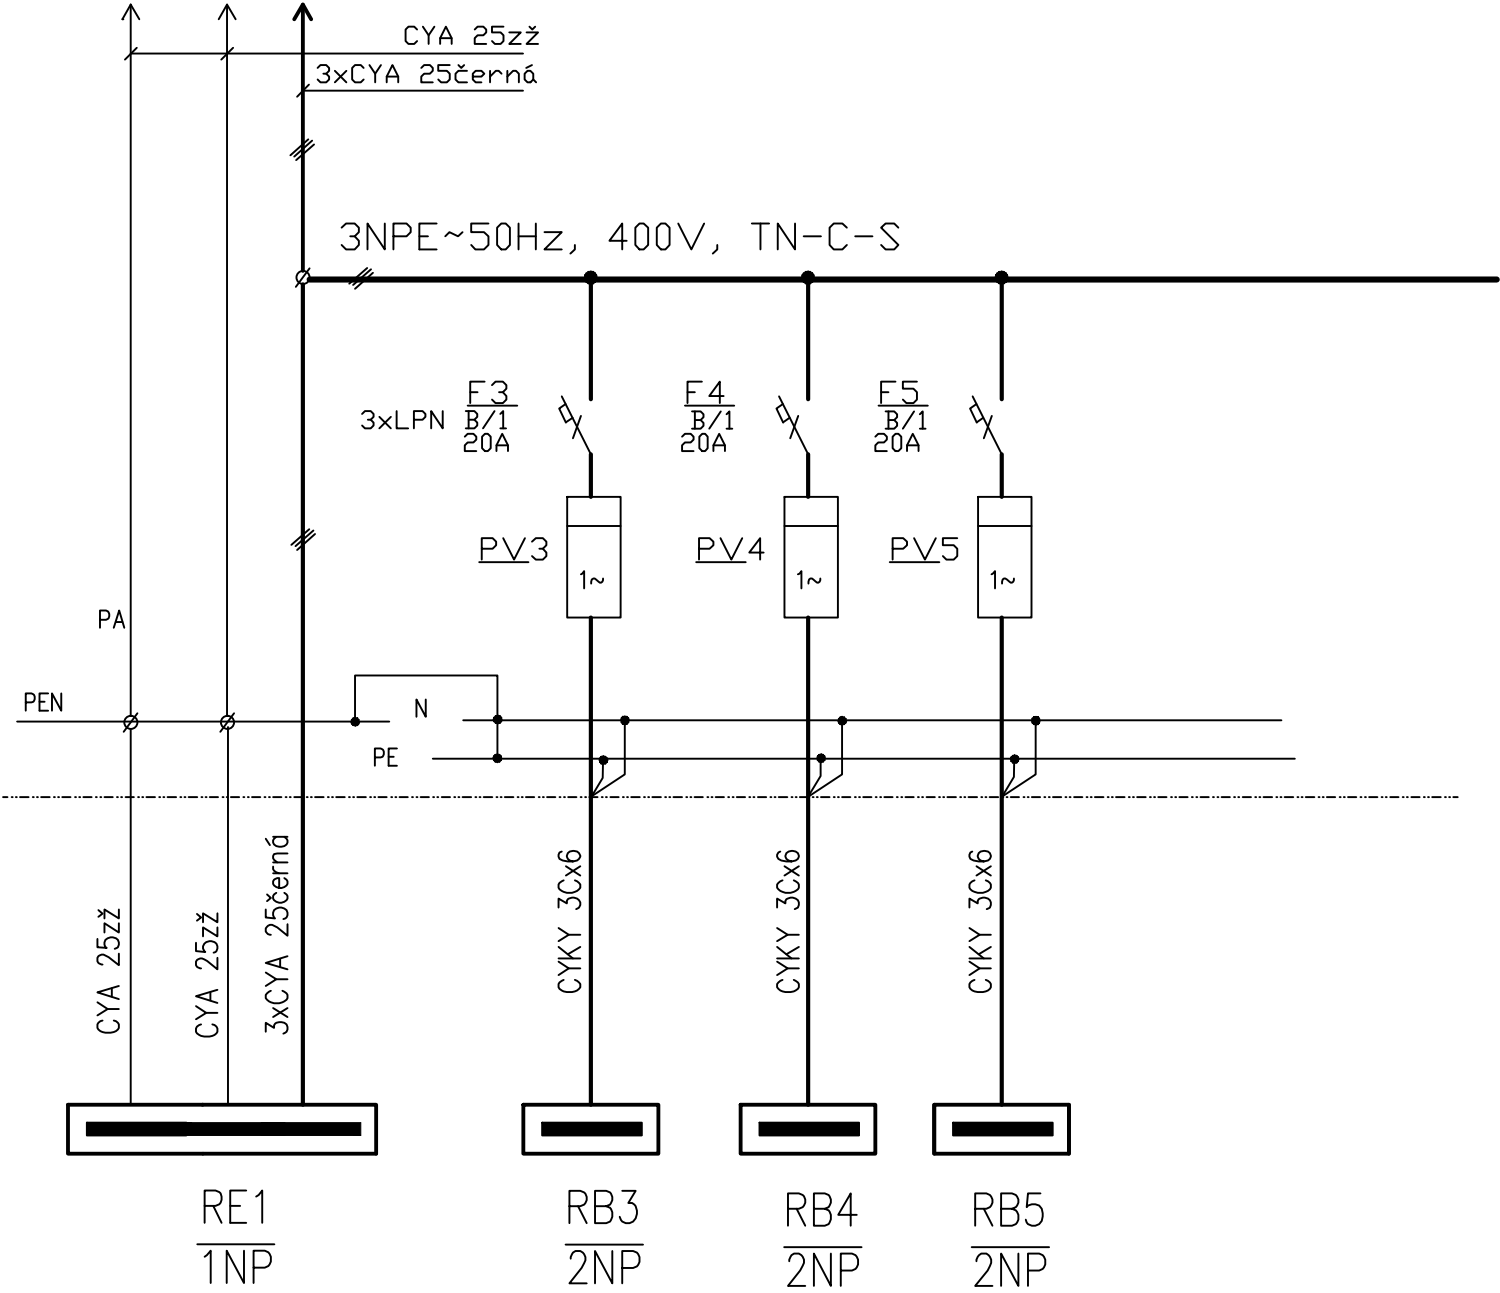 CYA 25zž
3xCYA 25černá
3NPE~50Hz, 400V, TN-C-S
3xLPN
F3
B/1
20A
F4
B/1
20A
F5
B/1
20A
PV3
1~
PV4
1~
PV5
1~
PA
PEN
N
PE
CYA 25zž
CYA 25zž
3xCYA 25černá
CYKY 3Cx6
CYKY 3Cx6
CYKY 3Cx6
RE1
1NP
RB3
2NP
RB4
2NP
RB5
2NP